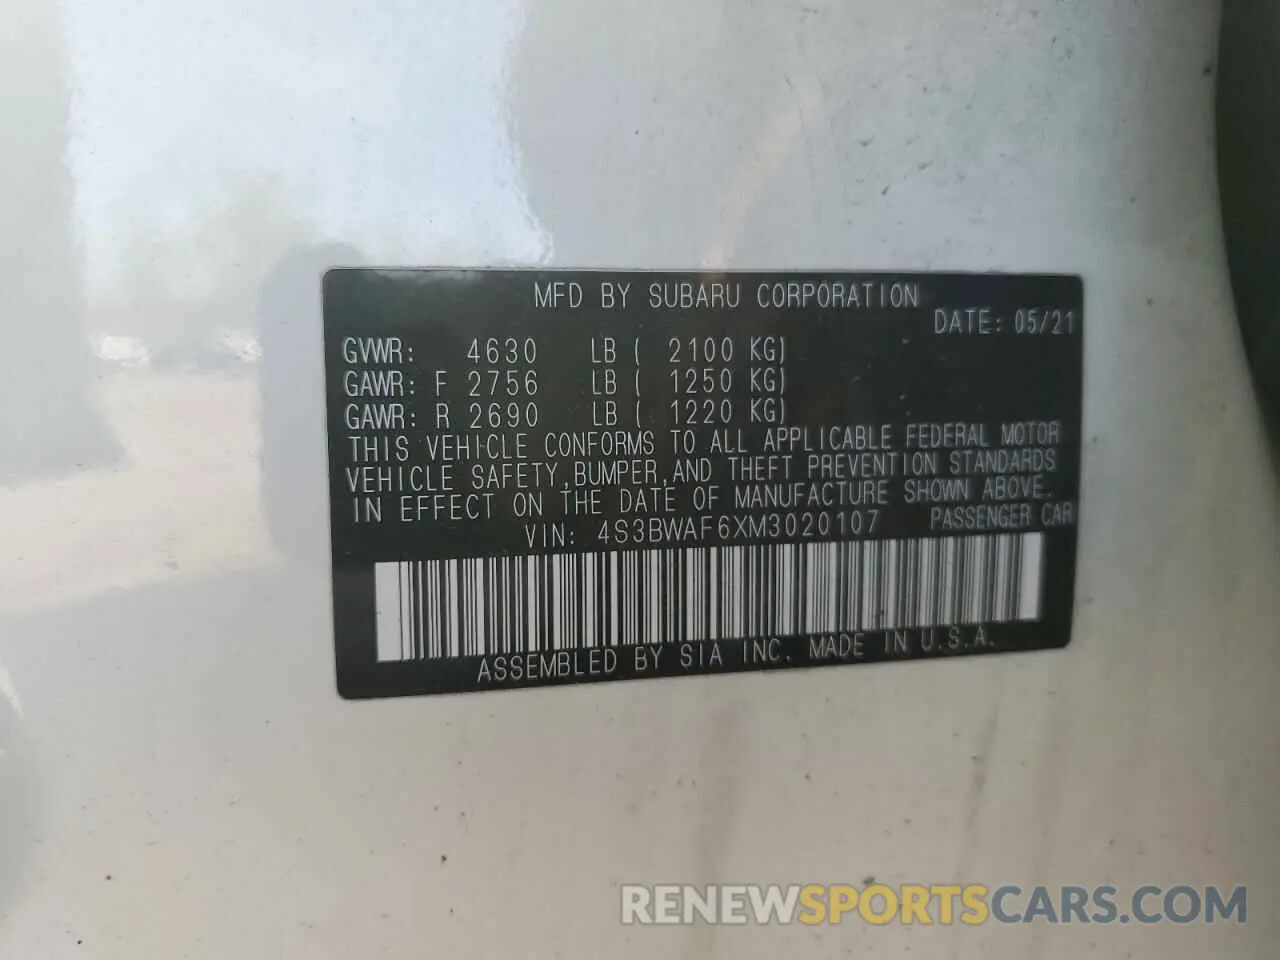 MFD BY SUBARU CORPORATION
DATE: 05/21
GVWR: 4630 LB ( 2100 KG)
GAWR: F 2756 LB ( 1250 KG)
GAWR: R 2690 LB ( 1220 KG)
THIS VEHICLE CONFORMS TO ALL APPLICABLE FEDERAL MOTOR
VEHICLE SAFETY,BUMPER,AND THEFT PREVENTION STANDARDS
IN EFFECT ON THE DATE OF MANUFACTURE SHOWN ABOVE.
VIN: 4S3BWAF6XM3020107 PASSENGER CAR
ASSEMBLED BY SIA INC. MADE IN U.S.A.
RENEWSPORTSCARS.COM